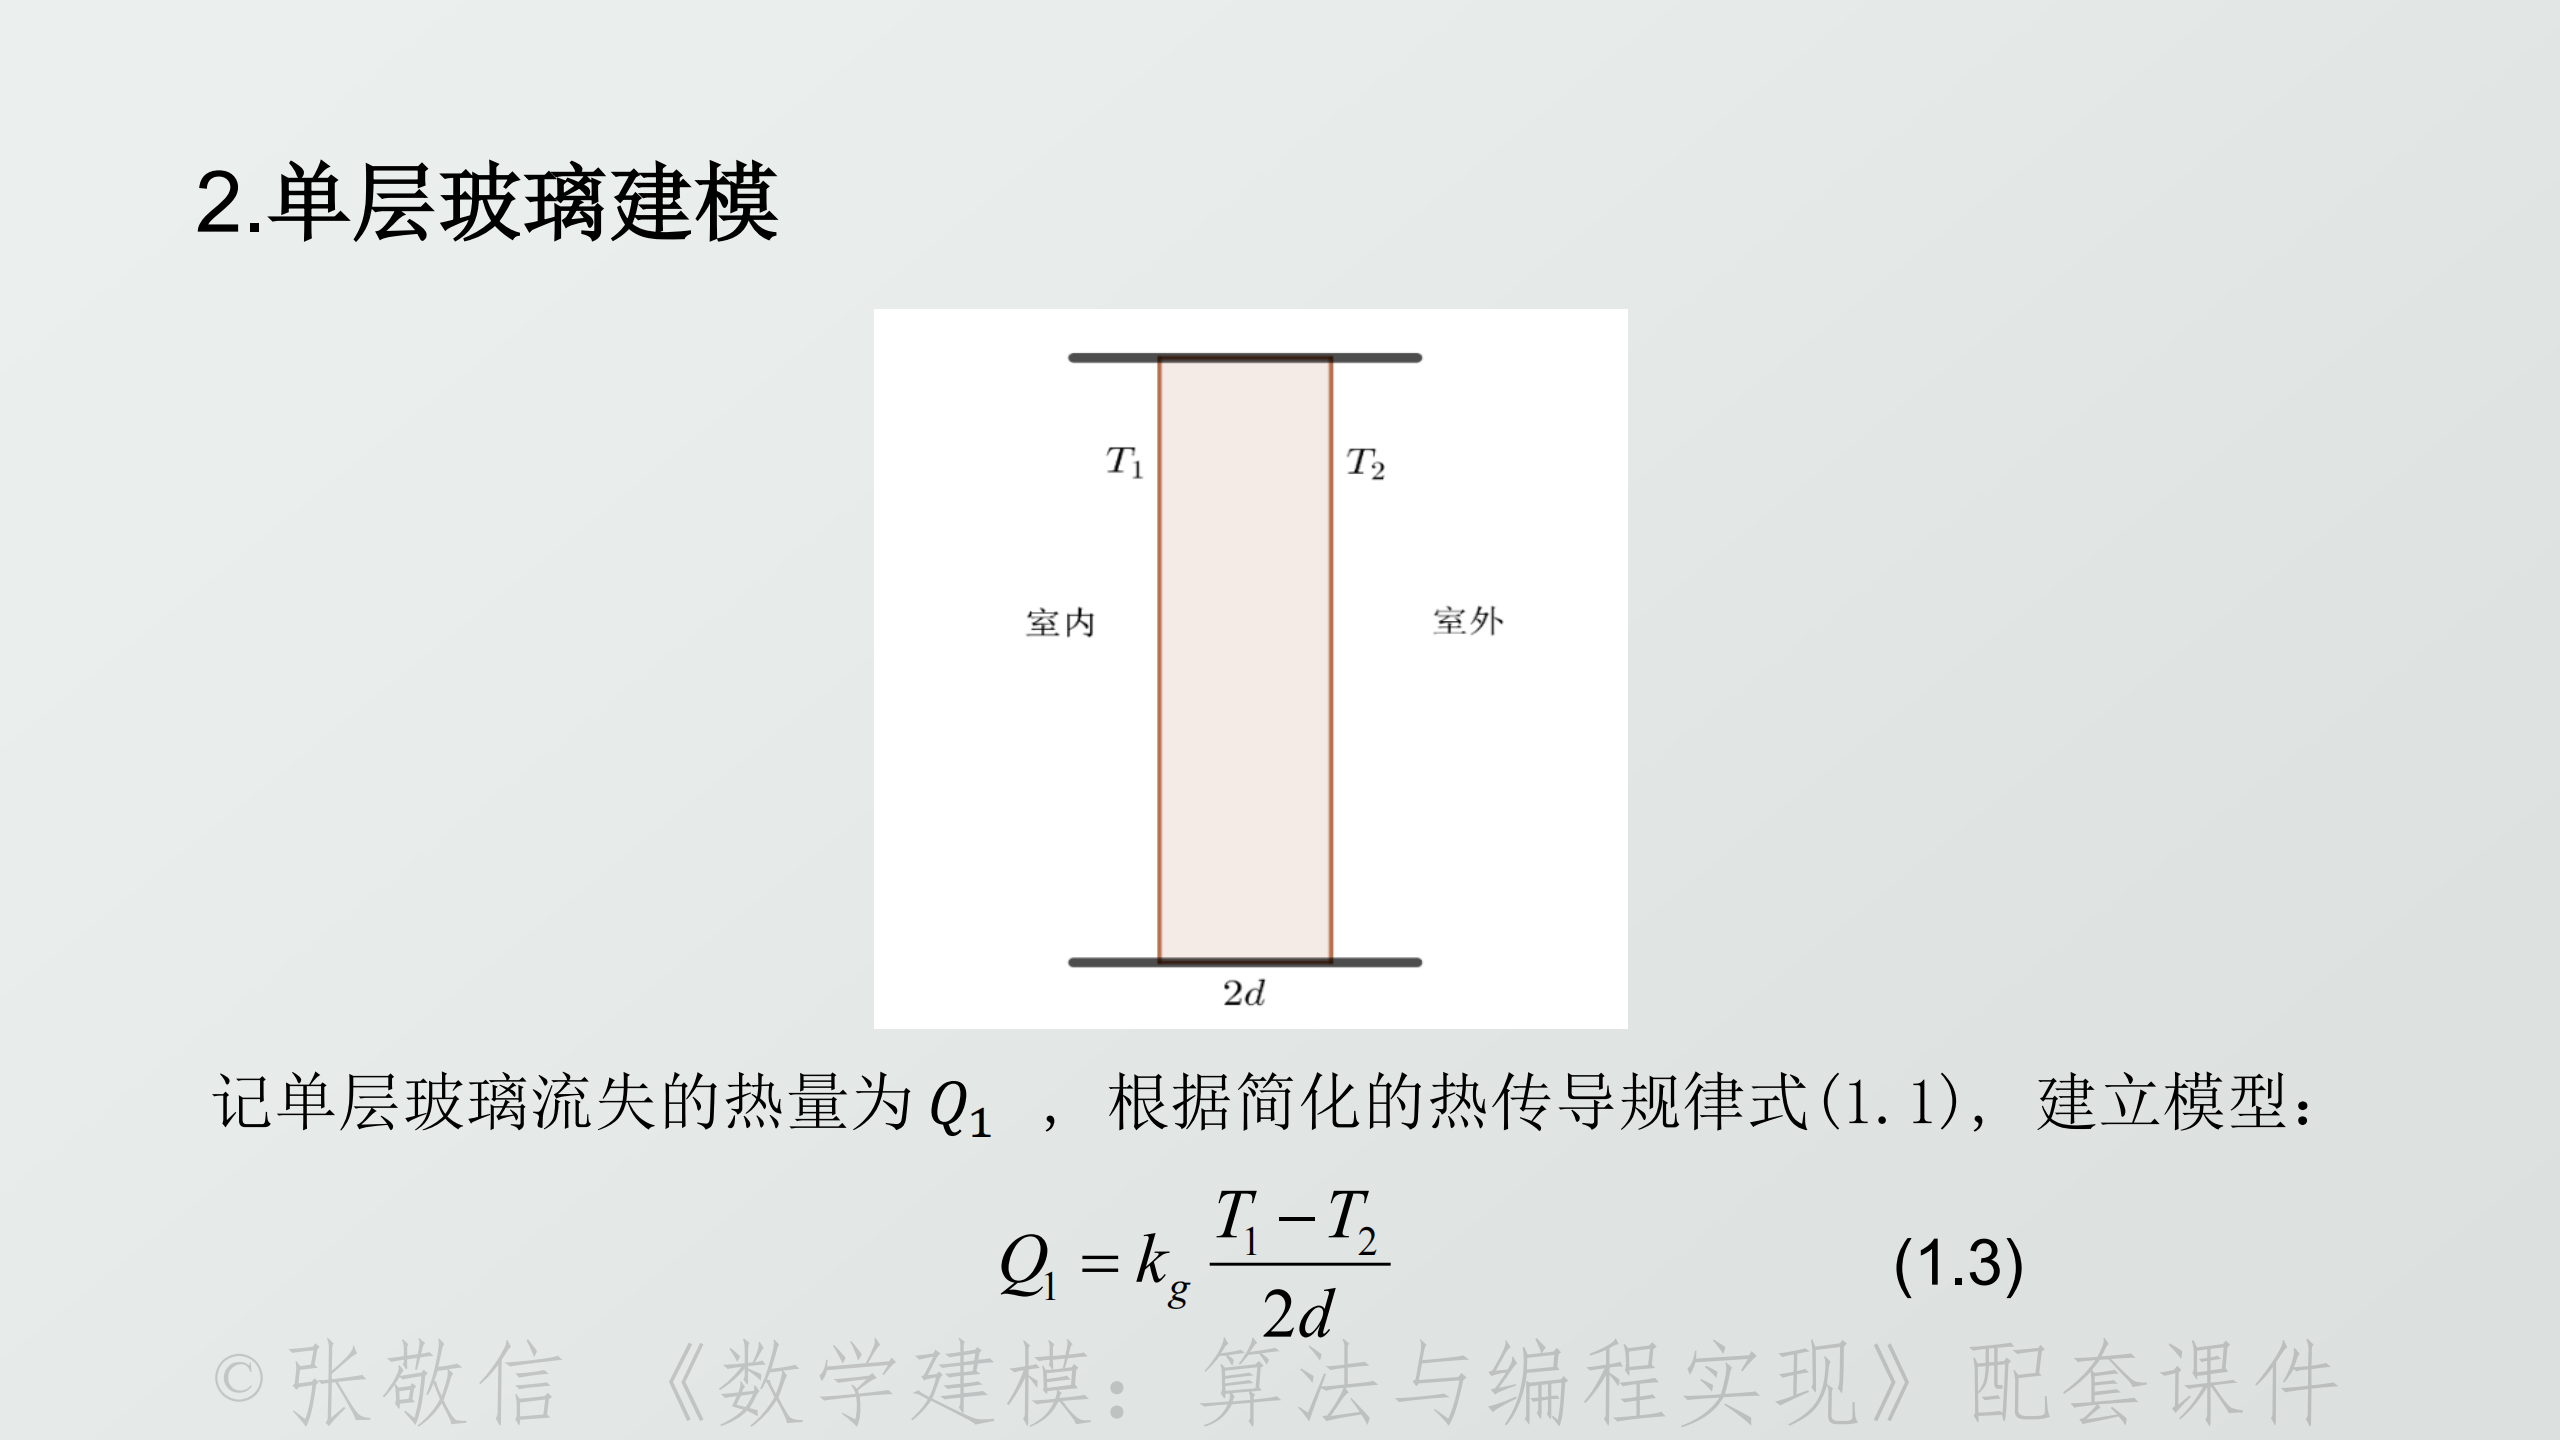 2.单层玻璃建模
T1 T2
室内 室外
2d
记单层玻璃流失的热量为 Q1 ，根据简化的热传导规律式(1.1)，建立模型：
Q1 = kg (T1 − T2) / 2d (1.3)
©张敬信 《数学建模：算法与编程实现》配套课件